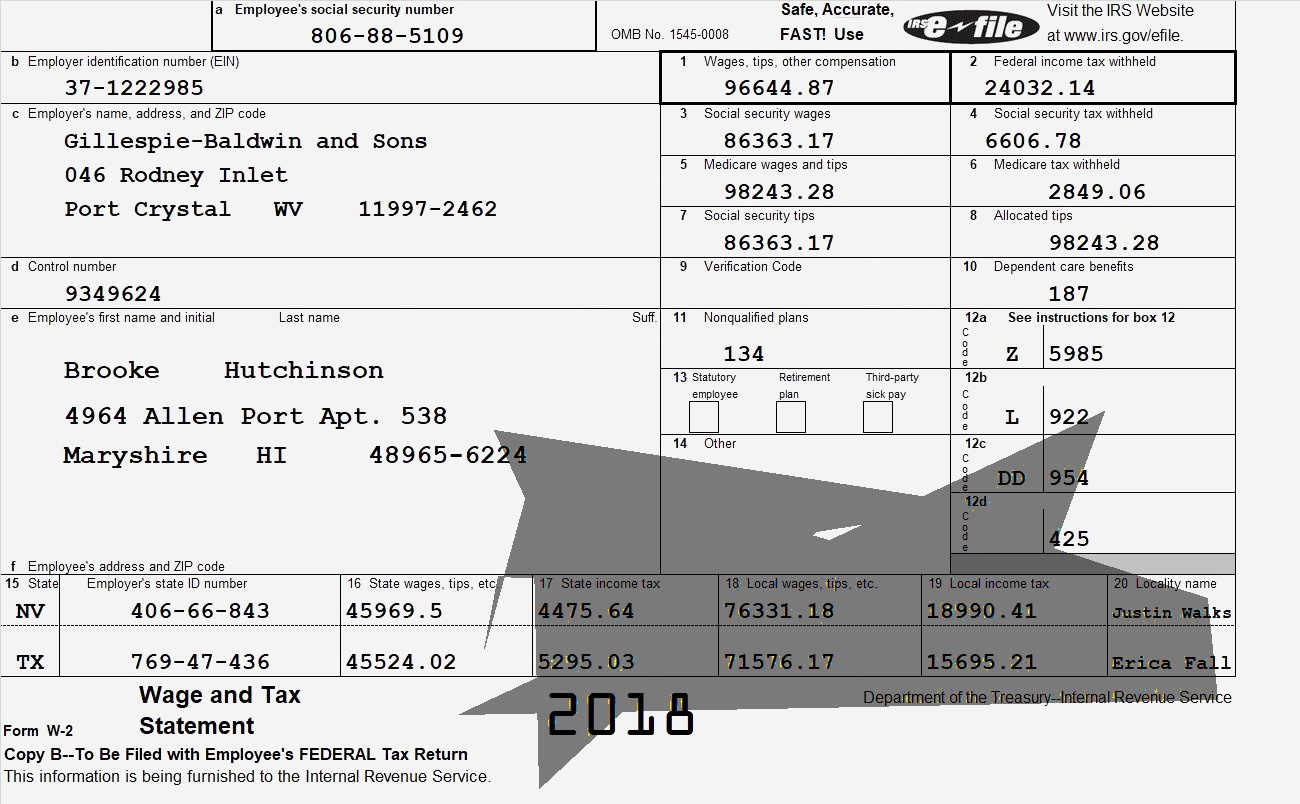 a Employee's social security number
806-88-5109
OMB No. 1545-0008
Safe, Accurate,
FAST! Use
IRS e-file
Visit the IRS Website
at www.irs.gov/efile.
b Employer identification number (EIN)
37-1222985
1 Wages, tips, other compensation
96644.87
2 Federal income tax withheld
24032.14
c Employer's name, address, and ZIP code
Gillespie-Baldwin and Sons
046 Rodney Inlet
Port Crystal WV 11997-2462
3 Social security wages
86363.17
4 Social security tax withheld
6606.78
5 Medicare wages and tips
98243.28
6 Medicare tax withheld
2849.06
7 Social security tips
86363.17
8 Allocated tips
98243.28
d Control number
9349624
9 Verification Code
10 Dependent care benefits
187
e Employee's first name and initial Last name Suff.
Brooke Hutchinson
4964 Allen Port Apt. 538
Maryshire HI 48965-6224
11 Nonqualified plans
134
12a See instructions for box 12
Code Z 5985
13 Statutory employee
Retirement plan
Third-party sick pay
12b
Code L 922
14 Other
12c
Code DD 954
12d
Code 425
f Employee's address and ZIP code
15 State Employer's state ID number 16 State wages, tips, etc. 17 State income tax 18 Local wages, tips, etc. 19 Local income tax 20 Locality name
NV 406-66-843 45969.5 4475.64 76331.18 18990.41 Justin Walks
TX 769-47-436 45524.02 5295.03 71576.17 15695.21 Erica Fall
Form W-2
Wage and Tax
Statement
2018
Department of the Treasury--Internal Revenue Service
Copy B--To Be Filed with Employee's FEDERAL Tax Return
This information is being furnished to the Internal Revenue Service.